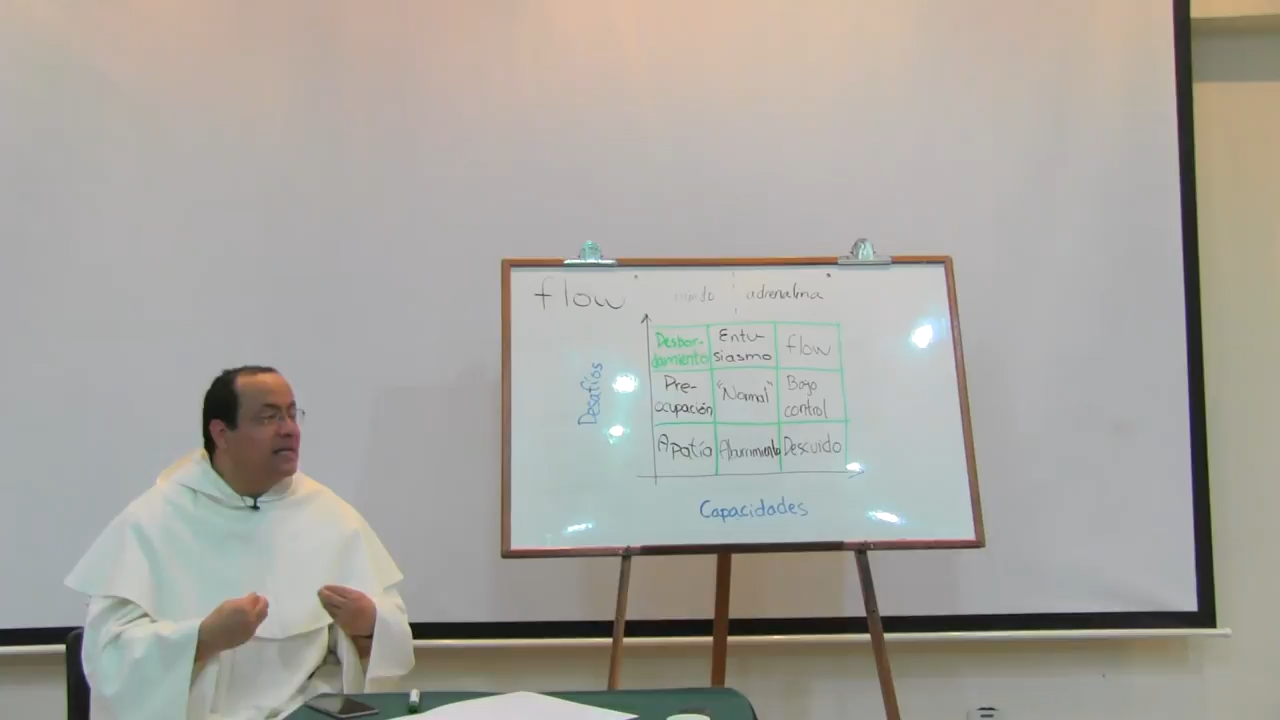 flow
miedo adrenalina
Desbor-
damiento
Entu-
siasmo
flow
Pre-
ocupación
"Normal"
Bajo
control
Apatía
Aburrimiento
Descuido
Desafíos
Capacidades